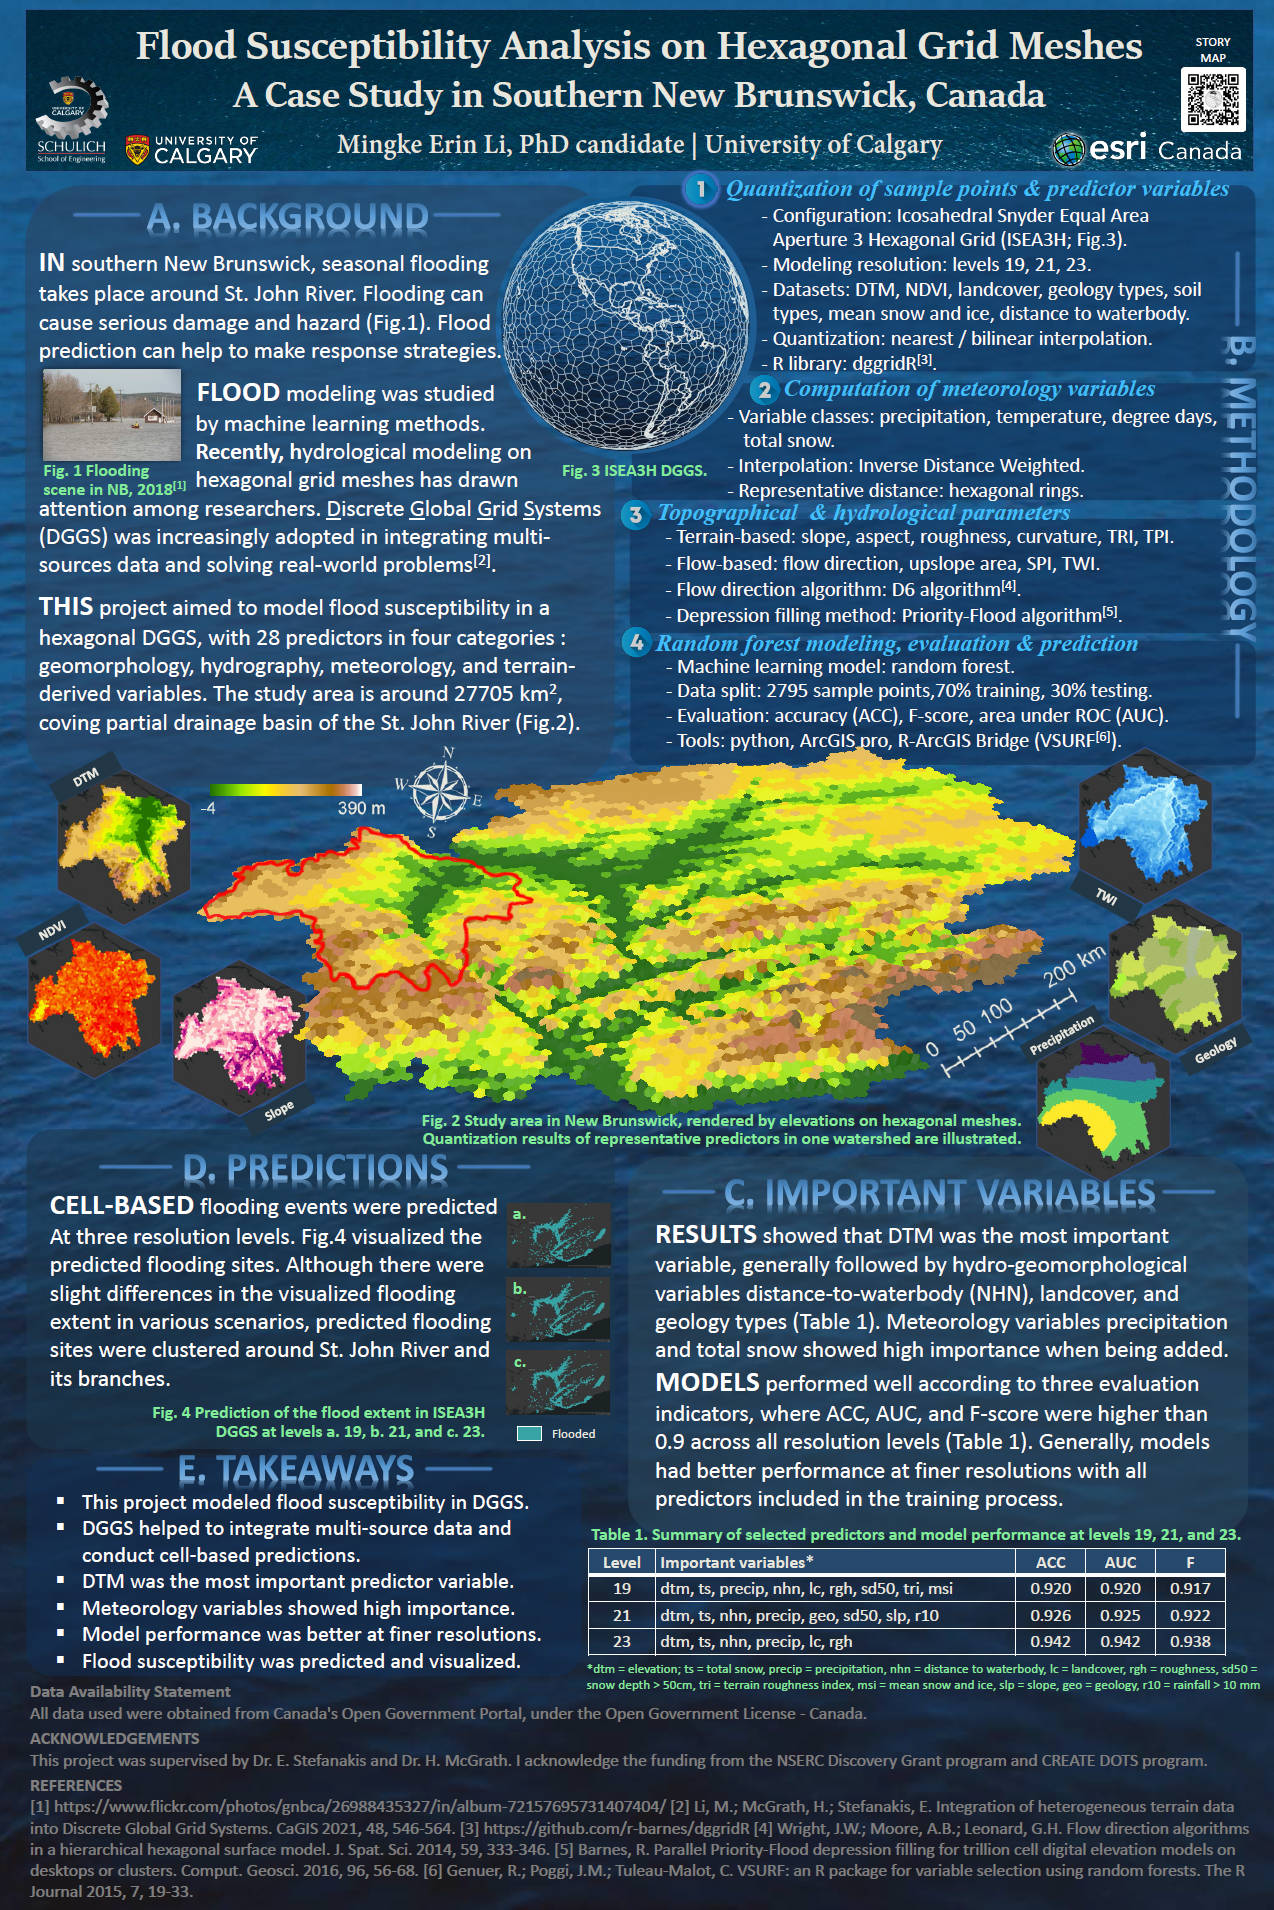 Flood Susceptibility Analysis on Hexagonal Grid Meshes
A Case Study in Southern New Brunswick, Canada
Mingke Erin Li, PhD candidate | University of Calgary
STORY
MAP
UNIVERSITY OF
CALGARY
SCHULICH
School of Engineering
UNIVERSITY OF
CALGARY
esri Canada
A. BACKGROUND
IN southern New Brunswick, seasonal flooding
takes place around St. John River. Flooding can
cause serious damage and hazard (Fig.1). Flood
prediction can help to make response strategies.
FLOOD modeling was studied
by machine learning methods.
Recently, hydrological modeling on
hexagonal grid meshes has drawn
attention among researchers. Discrete Global Grid Systems
(DGGS) was increasingly adopted in integrating multi-
sources data and solving real-world problems[2].
Fig. 1 Flooding
scene in NB, 2018[1]
THIS project aimed to model flood susceptibility in a
hexagonal DGGS, with 28 predictors in four categories :
geomorphology, hydrography, meteorology, and terrain-
derived variables. The study area is around 27705 km2,
coving partial drainage basin of the St. John River (Fig.2).
Fig. 3 ISEA3H DGGS.
B. METHODOLOGY
1 Quantization of sample points & predictor variables
- Configuration: Icosahedral Snyder Equal Area
Aperture 3 Hexagonal Grid (ISEA3H; Fig.3).
- Modeling resolution: levels 19, 21, 23.
- Datasets: DTM, NDVI, landcover, geology types, soil
types, mean snow and ice, distance to waterbody.
- Quantization: nearest / bilinear interpolation.
- R library: dggridR[3].
2 Computation of meteorology variables
- Variable classes: precipitation, temperature, degree days,
total snow.
- Interpolation: Inverse Distance Weighted.
- Representative distance: hexagonal rings.
3 Topographical & hydrological parameters
- Terrain-based: slope, aspect, roughness, curvature, TRI, TPI.
- Flow-based: flow direction, upslope area, SPI, TWI.
- Flow direction algorithm: D6 algorithm[4].
- Depression filling method: Priority-Flood algorithm[5].
4 Random forest modeling, evaluation & prediction
- Machine learning model: random forest.
- Data split: 2795 sample points,70% training, 30% testing.
- Evaluation: accuracy (ACC), F-score, area under ROC (AUC).
- Tools: python, ArcGIS pro, R-ArcGIS Bridge (VSURF[6]).
DTM
-4
390 m
N
W
E
S
NDVI
Slope
TWI
Geology
Precipitation
0 50 100 200 km
Fig. 2 Study area in New Brunswick, rendered by elevations on hexagonal meshes.
Quantization results of representative predictors in one watershed are illustrated.
D. PREDICTIONS
CELL-BASED flooding events were predicted
At three resolution levels. Fig.4 visualized the
predicted flooding sites. Although there were
slight differences in the visualized flooding
extent in various scenarios, predicted flooding
sites were clustered around St. John River and
its branches.
a.
b.
c.
Flooded
Fig. 4 Prediction of the flood extent in ISEA3H
DGGS at levels a. 19, b. 21, and c. 23.
C. IMPORTANT VARIABLES
RESULTS showed that DTM was the most important
variable, generally followed by hydro-geomorphological
variables distance-to-waterbody (NHN), landcover, and
geology types (Table 1). Meteorology variables precipitation
and total snow showed high importance when being added.
MODELS performed well according to three evaluation
indicators, where ACC, AUC, and F-score were higher than
0.9 across all resolution levels (Table 1). Generally, models
had better performance at finer resolutions with all
predictors included in the training process.
E. TAKEAWAYS
▪ This project modeled flood susceptibility in DGGS.
▪ DGGS helped to integrate multi-source data and
conduct cell-based predictions.
▪ DTM was the most important predictor variable.
▪ Meteorology variables showed high importance.
▪ Model performance was better at finer resolutions.
▪ Flood susceptibility was predicted and visualized.
Table 1. Summary of selected predictors and model performance at levels 19, 21, and 23.
Level Important variables* ACC AUC F
19 dtm, ts, precip, nhn, lc, rgh, sd50, tri, msi 0.920 0.920 0.917
21 dtm, ts, nhn, precip, geo, sd50, slp, r10 0.926 0.925 0.922
23 dtm, ts, nhn, precip, lc, rgh 0.942 0.942 0.938
*dtm = elevation; ts = total snow, precip = precipitation, nhn = distance to waterbody, lc = landcover, rgh = roughness, sd50 =
snow depth > 50cm, tri = terrain roughness index, msi = mean snow and ice, slp = slope, geo = geology, r10 = rainfall > 10 mm
Data Availability Statement
All data used were obtained from Canada's Open Government Portal, under the Open Government License - Canada.
ACKNOWLEDGEMENTS
This project was supervised by Dr. E. Stefanakis and Dr. H. McGrath. I acknowledge the funding from the NSERC Discovery Grant program and CREATE DOTS program.
REFERENCES
[1] https://www.flickr.com/photos/gnbca/26988435327/in/album-72157695731407404/ [2] Li, M.; McGrath, H.; Stefanakis, E. Integration of heterogeneous terrain data
into Discrete Global Grid Systems. CaGIS 2021, 48, 546-564. [3] https://github.com/r-barnes/dggridR [4] Wright, J.W.; Moore, A.B.; Leonard, G.H. Flow direction algorithms
in a hierarchical hexagonal surface model. J. Spat. Sci. 2014, 59, 333-346. [5] Barnes, R. Parallel Priority-Flood depression filling for trillion cell digital elevation models on
desktops or clusters. Comput. Geosci. 2016, 96, 56-68. [6] Genuer, R.; Poggi, J.M.; Tuleau-Malot, C. VSURF: an R package for variable selection using random forests. The R
Journal 2015, 7, 19-33.